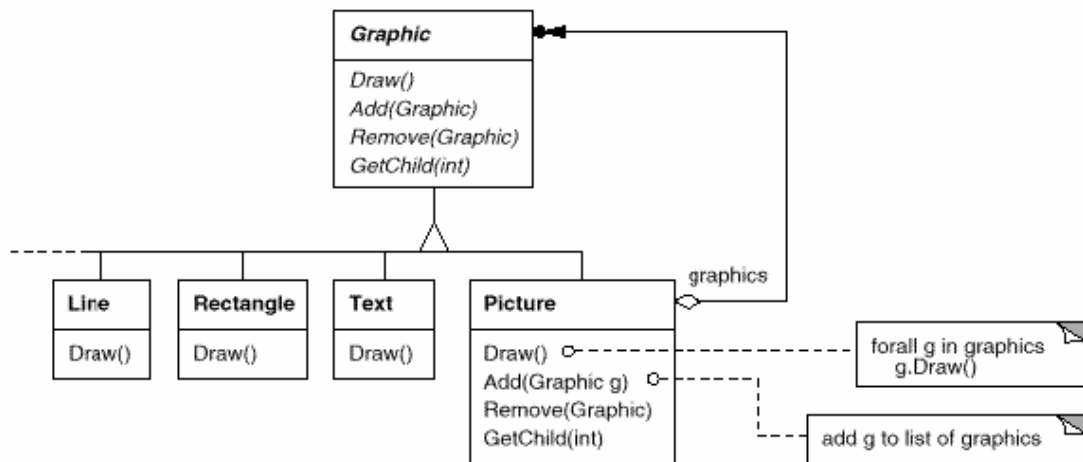 Graphic
Draw()
Add(Graphic)
Remove(Graphic)
GetChild(int)
graphics
Line
Draw()
Rectangle
Draw()
Text
Draw()
Picture
Draw()
Add(Graphic g)
Remove(Graphic)
GetChild(int)
forall g in graphics
g.Draw()
add g to list of graphics